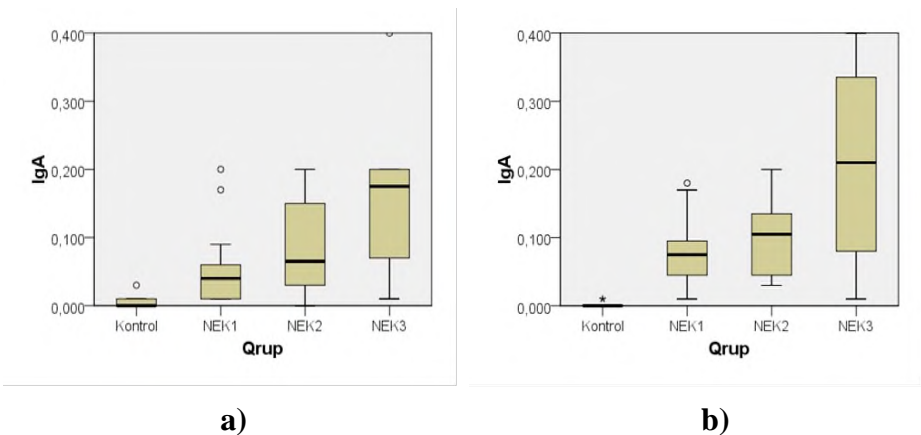 0,400
0,300
0,200
0,100
0,000
IgA
Kontrol NEK1 NEK2 NEK3
Qrup
0,400
0,300
0,200
0,100
0,000
IgA
Kontrol NEK1 NEK2 NEK3
Qrup
a) b)